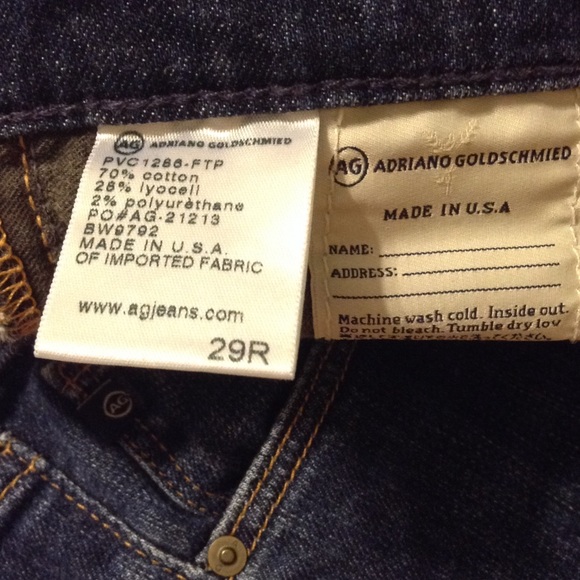 AG ADRIANO GOLDSCHMIED
PVC1286-FTP
70% cotton
28% lyocell
2% polyurethane
PO#AG-21213
BW9792
MADE IN U.S.A.
OF IMPORTED FABRIC
www.agjeans.com
29R
AG ADRIANO GOLDSCHMIED
MADE IN U.S.A
NAME:
ADDRESS:
Machine wash cold. Inside out.
Do not bleach. Tumble dry low
AG